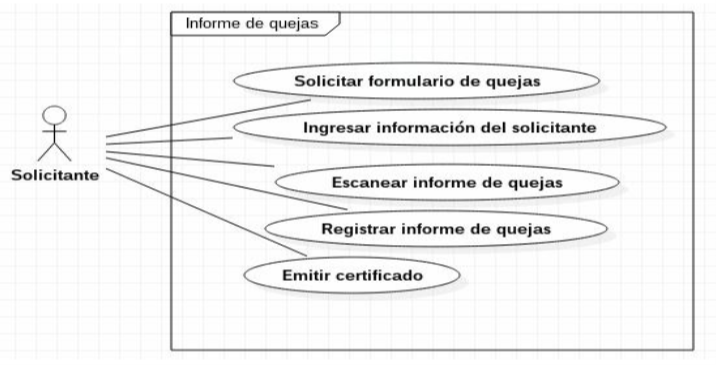 Informe de quejas
Solicitar formulario de quejas
Ingresar información del solicitante
Solicitante
Escanear informe de quejas
Registrar informe de quejas
Emitir certificado